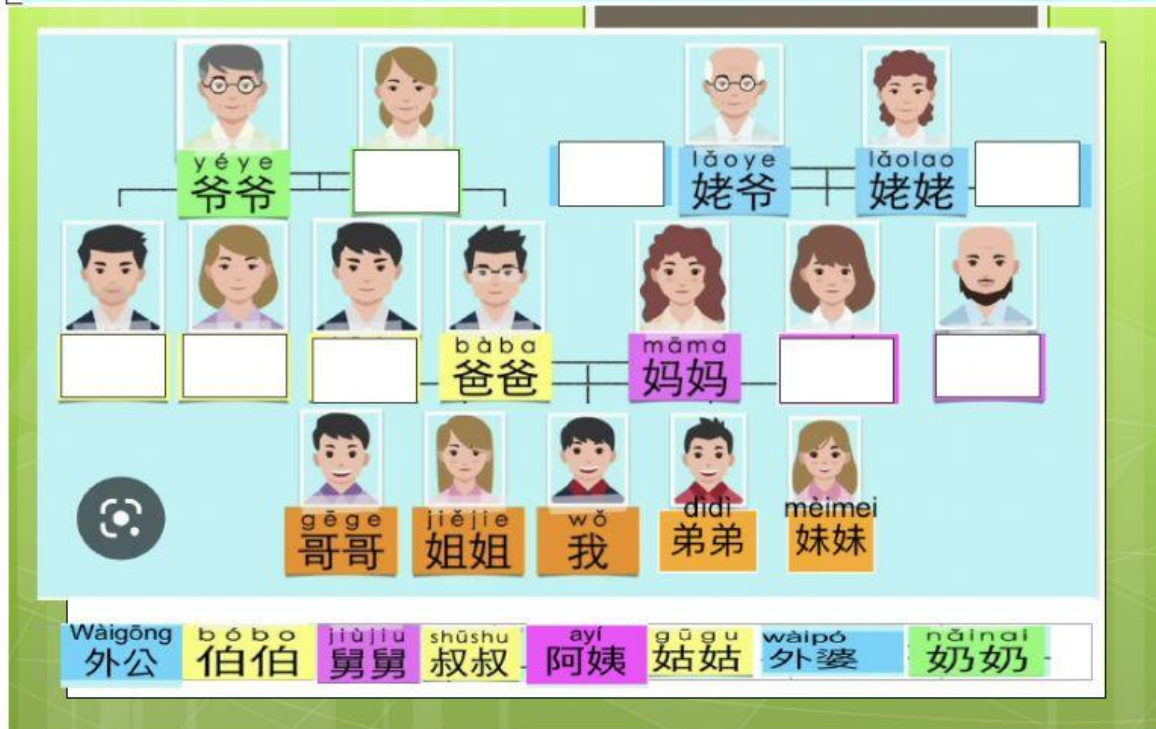 yéye
爷爷
lǎoye
姥爷
lǎolao
姥姥
bàba
爸爸
māma
妈妈
gēge
哥哥
jiějie
姐姐
wǒ
我
dìdì
弟弟
mèimei
妹妹
Wàigōng
外公
bóbo
伯伯
jiùjiu
舅舅
shūshu
叔叔
ayí
阿姨
gūgu
姑姑
wàipó
外婆
nǎinai
奶奶